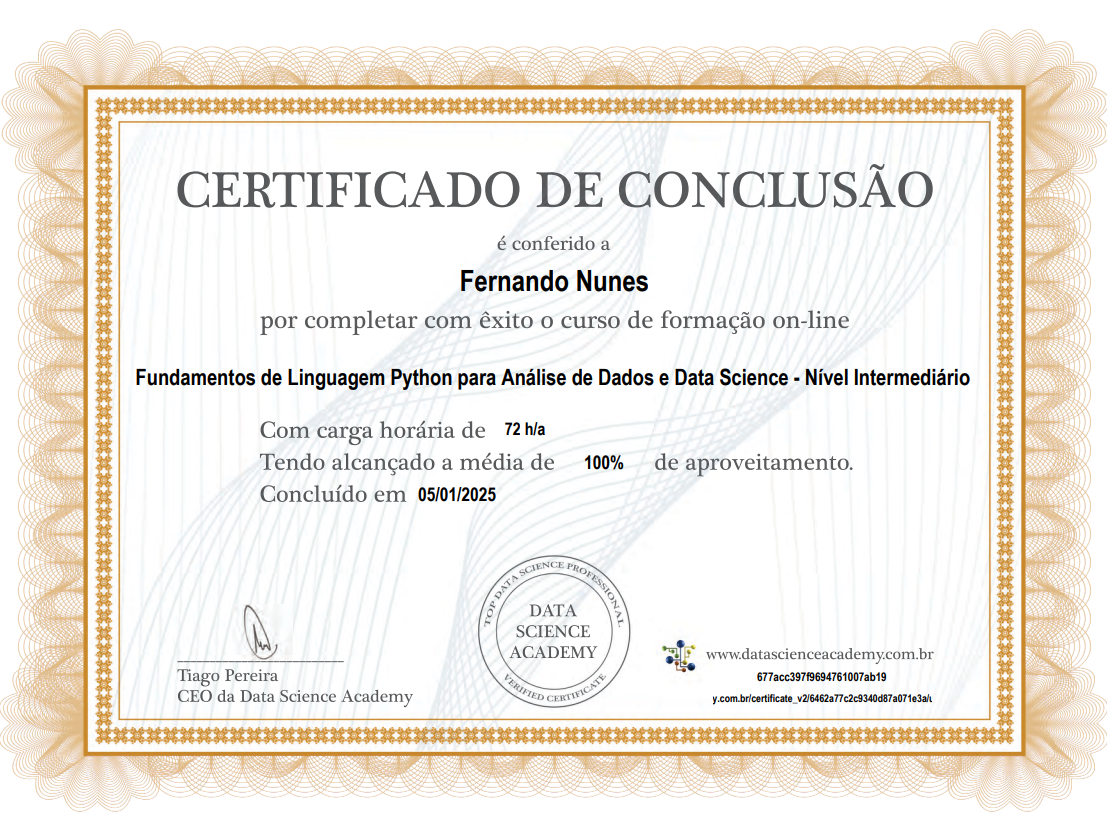 CERTIFICADO DE CONCLUSÃO
é conferido a
Fernando Nunes
por completar com êxito o curso de formação on-line
Fundamentos de Linguagem Python para Análise de Dados e Data Science - Nível Intermediário
Com carga horária de 72 h/a
Tendo alcançado a média de 100% de aproveitamento.
Concluído em 05/01/2025
TOP DATA SCIENCE PROFESSIONAL
DATA
SCIENCE
ACADEMY
VERIFIED CERTIFICATE
Tiago Pereira
CEO da Data Science Academy
www.datascienceacademy.com.br
677acc397f9694761007ab19
y.com.br/certificate_v2/6462a77c2c9340d87a071e3a/u